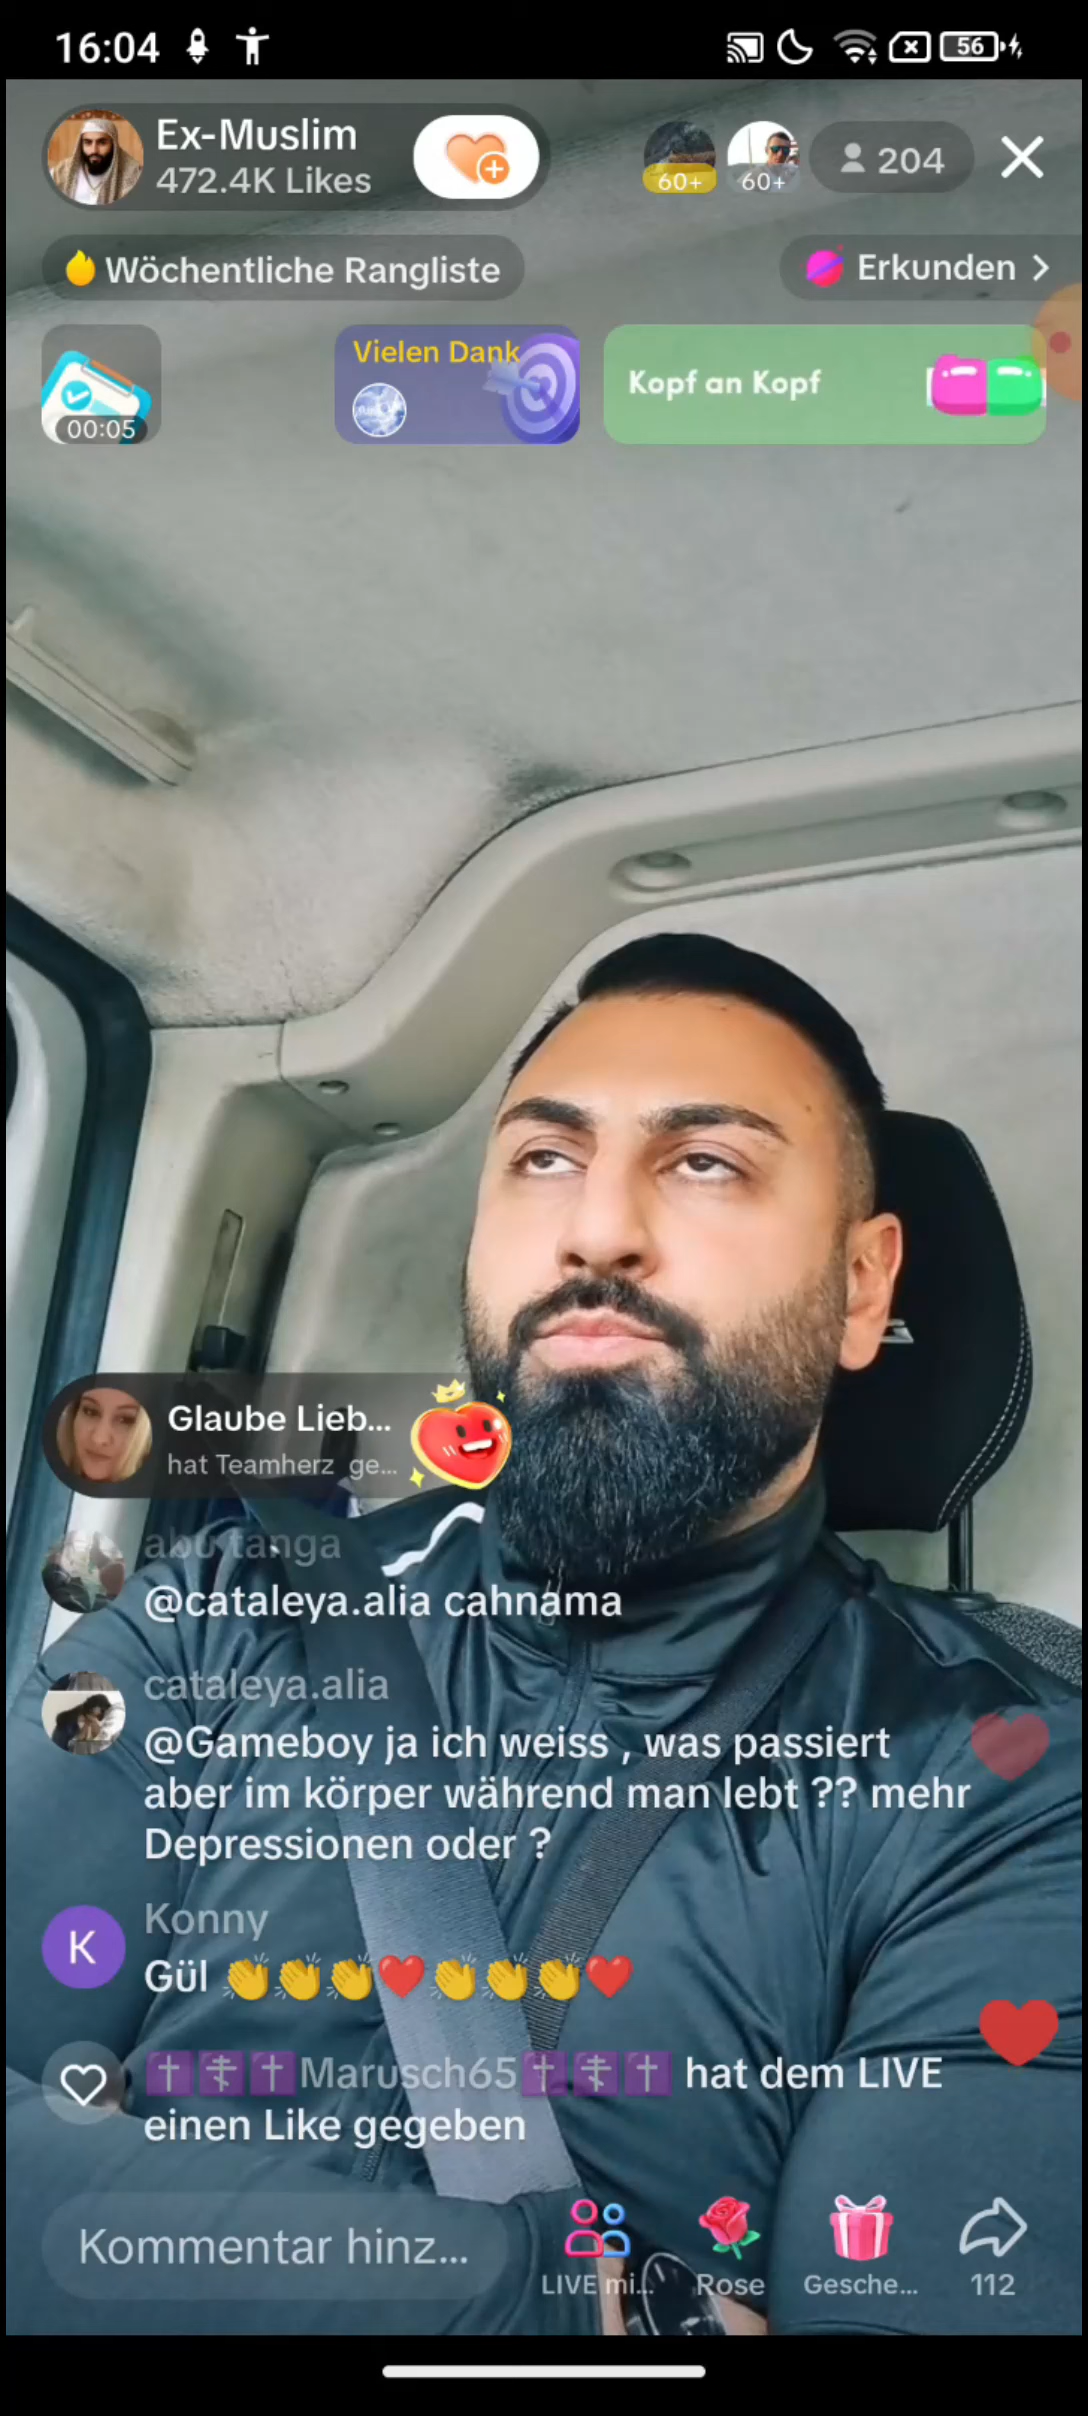 16:04
56
Ex-Muslim
472.4K Likes
60+
60+
204
Wöchentliche Rangliste
Erkunden >
00:05
Vielen Dank
Kopf an Kopf
Glaube Lieb...
hat Teamherz ge...
abu tanga
@cataleya.alia cahnama
cataleya.alia
@Gameboy ja ich weiss , was passiert
aber im körper während man lebt ?? mehr
Depressionen oder ?
K
Konny
Gül 👏👏👏❤️👏👏👏❤️
✝️☦️✝️Marusch65✝️☦️✝️ hat dem LIVE
einen Like gegeben
Kommentar hinz...
LIVE mi...
Rose
Gesche...
112